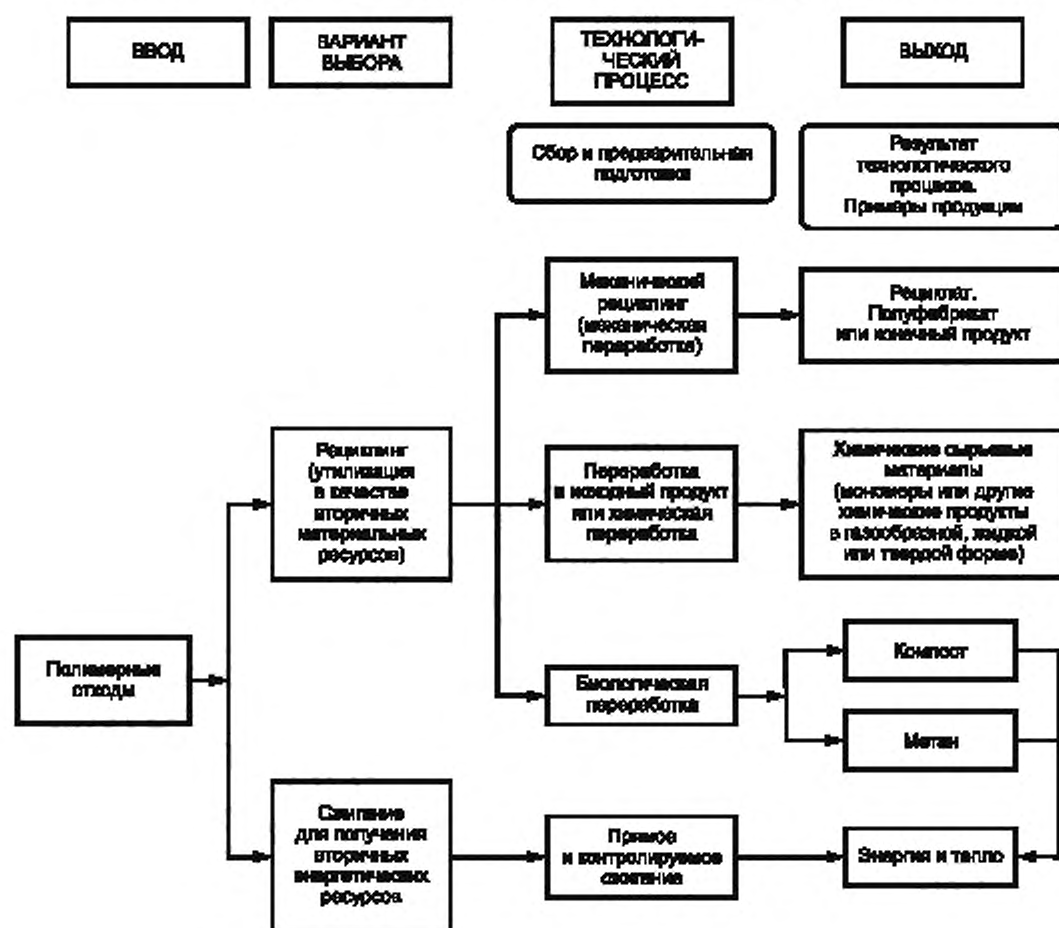 ВВОД
ВАРИАНТ
ВЫБОРА
ТЕХНОЛОГИ-
ЧЕСКИЙ
ПРОЦЕСС
ВЫХОД
Сбор и предварительная
подготовка
Результат
технологического
процесса.
Примеры продукции
Механический
рециклинг
(механическая
переработка)
Рециклат.
Полуфабрикат
или конечный продукт
Рециклинг
(утилизация
в качестве
вторичных
материальных
ресурсов)
Переработка
в исходный продукт
или химическая
переработка
Химические сырьевые
материалы
(мономеры или другие
химические продукты
в газообразной, жидкой
или твердой форме)
Полимерные
отходы
Биологическая
переработка
Компост
Метан
Сжигание
для получения
вторичных
энергетических
ресурсов
Прямое
и контролируемое
сжигание
Энергия и тепло